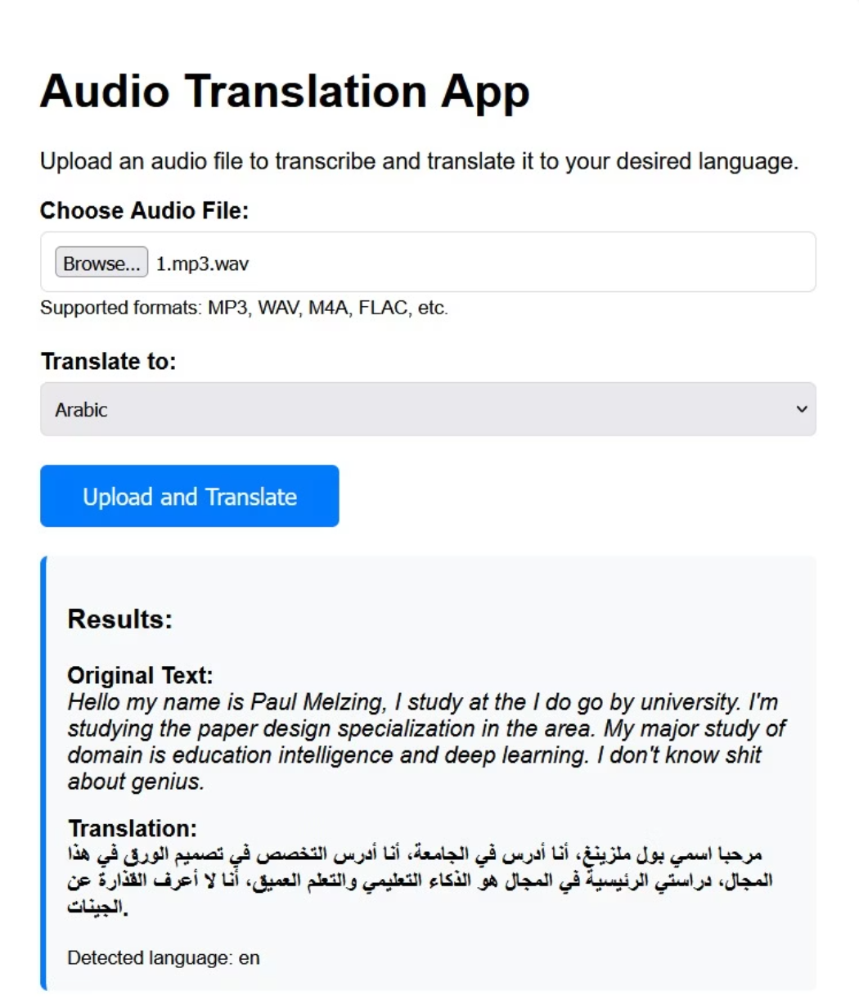 Audio Translation App
Upload an audio file to transcribe and translate it to your desired language.
Choose Audio File:
Browse... 1.mp3.wav
Supported formats: MP3, WAV, M4A, FLAC, etc.
Translate to:
Arabic
Upload and Translate
Results:
Original Text:
Hello my name is Paul Melzing, I study at the I do go by university. I'm
studying the paper design specialization in the area. My major study of
domain is education intelligence and deep learning. I don't know shit
about genius.
Translation:
مرحبا اسمي بول ملزينغ، أنا أدرس في الجامعة، أنا أدرس التخصص في تصميم الورق في هذا
المجال، دراستي الرئيسية في المجال هو الذكاء التعليمي والتعلم العميق، أنا لا أعرف القذارة عن
الجينات.
Detected language: en